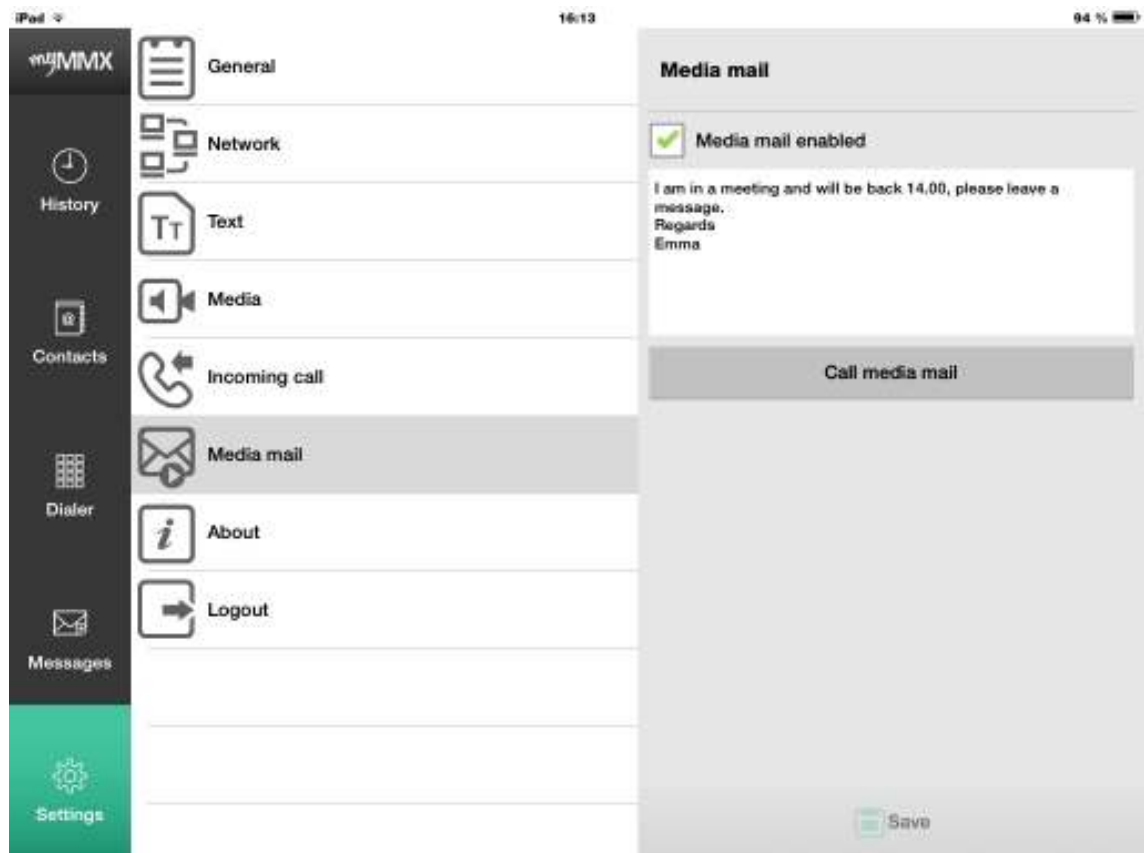 iPad
16:13
94 %
myMMX
History
Contacts
Dialer
Messages
Settings
General
Network
Text
Media
Incoming call
Media mail
About
Logout
Media mail
Media mail enabled
I am in a meeting and will be back 14.00, please leave a
message.
Regards
Emma
Call media mail
Save